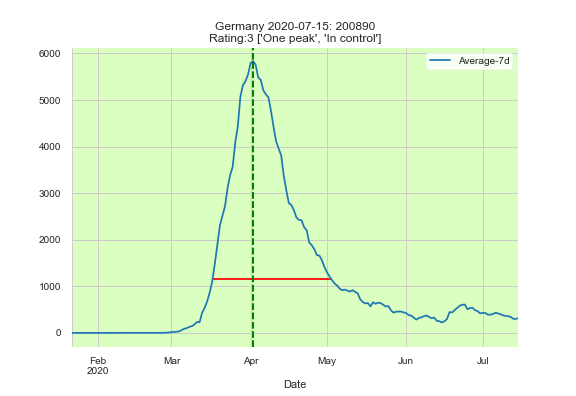 Germany 2020-07-15: 200890
Rating:3 ['One peak', 'In control']
Average-7d
6000
5000
4000
3000
2000
1000
0
Feb
2020
Mar
Apr
May
Jun
Jul
Date